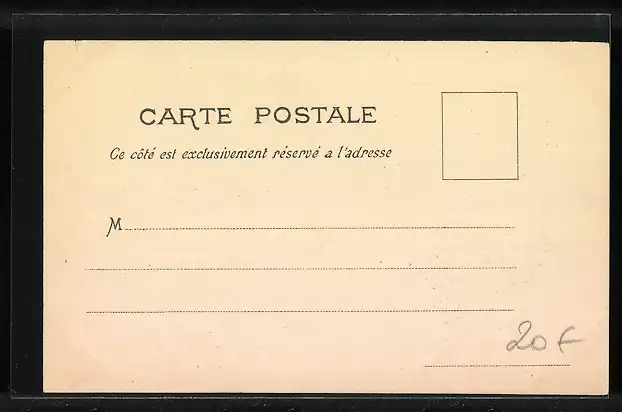 CARTE POSTALE
Ce côté est exclusivement réservé a l'adresse
M
20 €